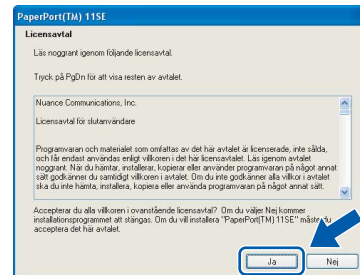 PaperPort(TM) 11SE
Licensavtal
Läs noggrant igenom följande licensavtal.
Tryck på PgDn för att visa resten av avtalet.
Nuance Communications, Inc.
Licensavtal för slutanvändare
Programvaran och materialet som omfattas av det här avtalet är licenserade, inte sålda,
och får endast användas enligt villkoren i det här licensavtalet. Läs igenom avtalet
noggrant. När du hämtar, installerar, kopierar eller använder programvaran på något annat
sätt godkänner du samtidigt villkoren i avtalet. Om du inte godkänner alla villkor i avtalet
ska du inte hämta, installera, kopiera eller använda programvaran på något annat sätt.
Accepterar du alla villkoren i ovanstående licensavtal? Om du väljer Nej kommer
installationsprogrammet att stängas. Om du vill installera "PaperPort(TM) 11SE" måste du
acceptera det här avtalet.
Ja
Nej